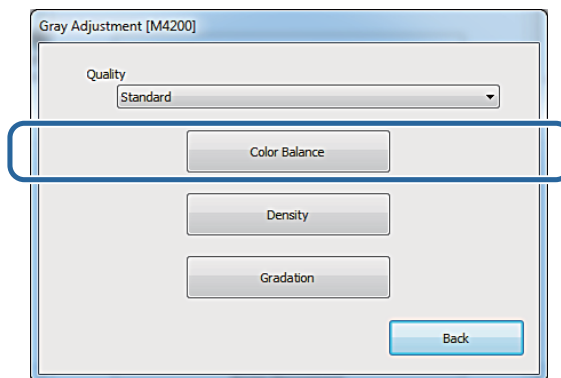 Gray Adjustment [M4200]
Quality
Standard
Color Balance
Density
Gradation
Back